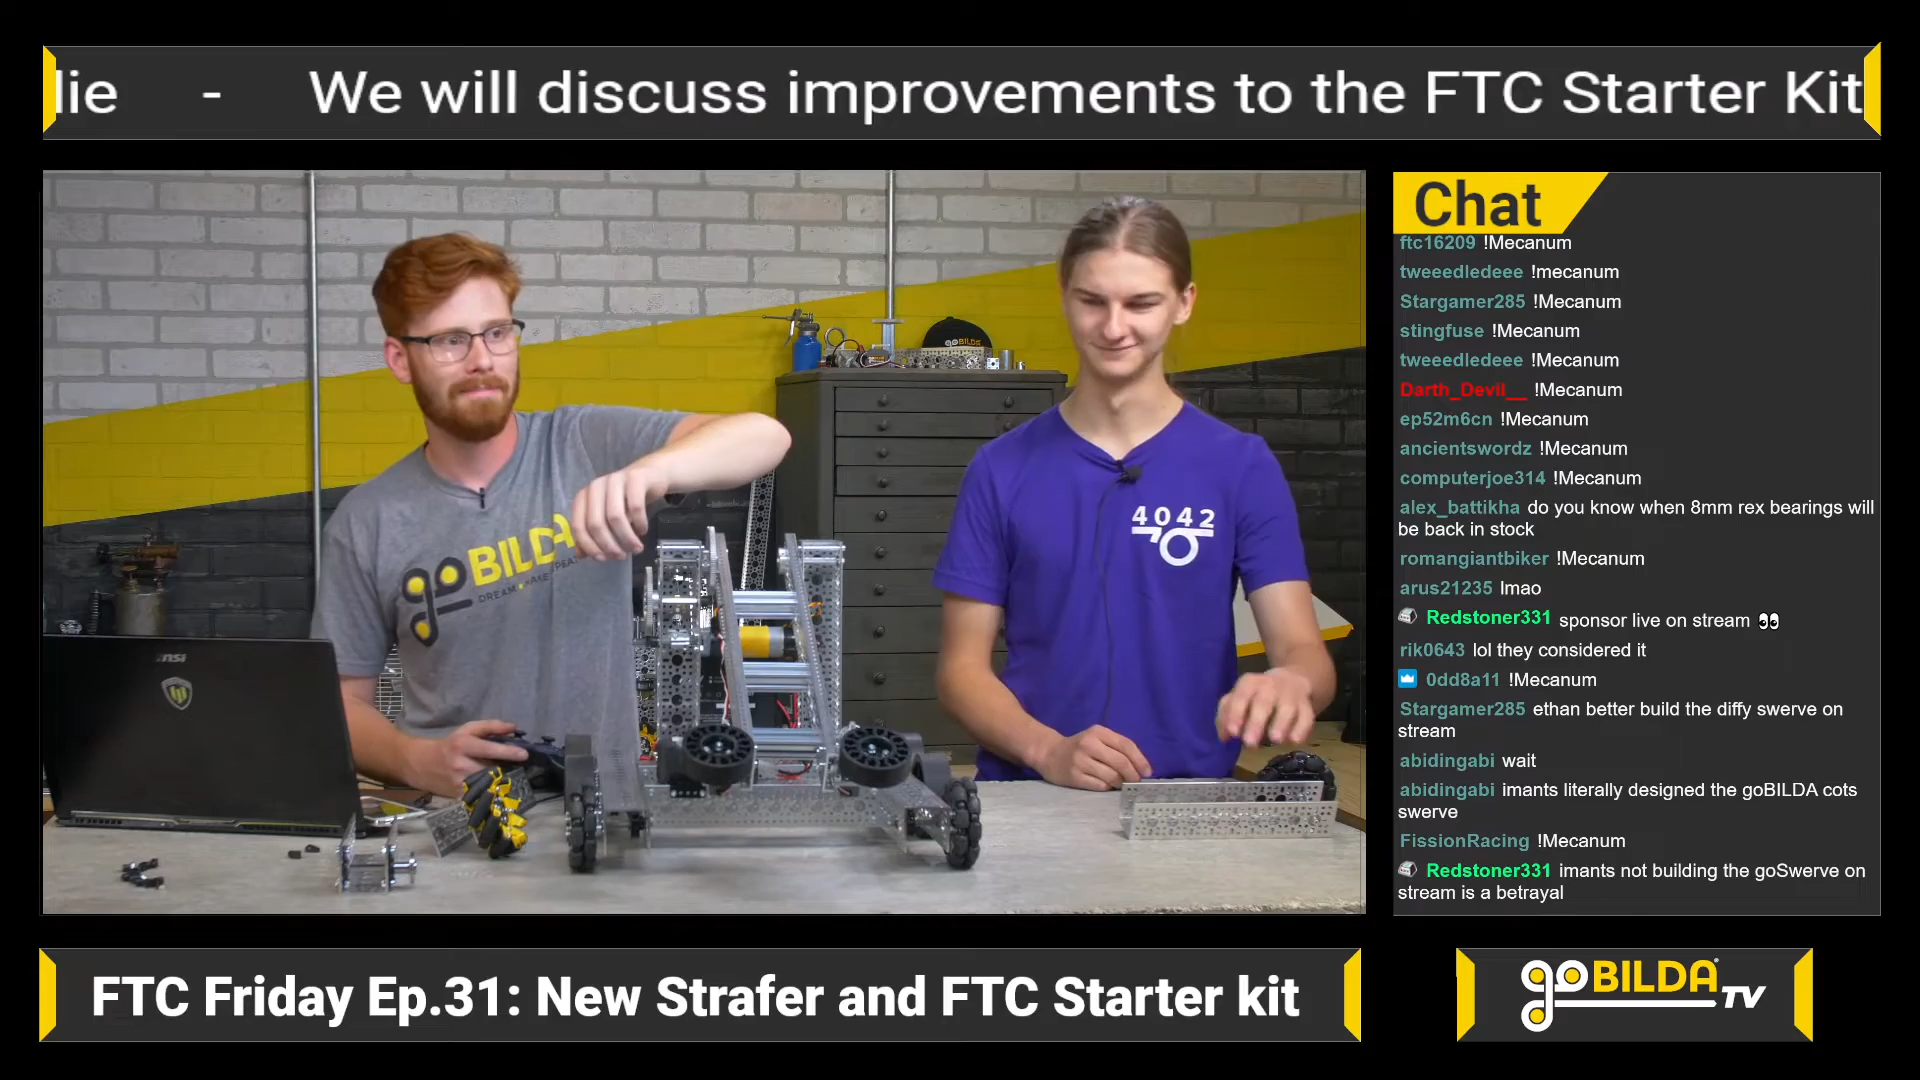 lie - We will discuss improvements to the FTC Starter Kit
Chat
ftc16209 !Mecanum
tweeedledeee !mecanum
Stargamer285 !Mecanum
stingfuse !Mecanum
tweeedledeee !Mecanum
Darth_Devil__ !Mecanum
ep52m6cn !Mecanum
ancientswordz !Mecanum
computerjoe314 !Mecanum
alex_battikha do you know when 8mm rex bearings will
be back in stock
romangiantbiker !Mecanum
arus21235 lmao
Redstoner331 sponsor live on stream 👀
rik0643 lol they considered it
0dd8a11 !Mecanum
Stargamer285 ethan better build the diffy swerve on
stream
abidingabi wait
abidingabi imants literally designed the goBILDA cots
swerve
FissionRacing !Mecanum
Redstoner331 imants not building the goSwerve on
stream is a betrayal
goBILDA
4042
goBILDA
DREAM
msi
FTC Friday Ep.31: New Strafer and FTC Starter kit
goBILDA TV